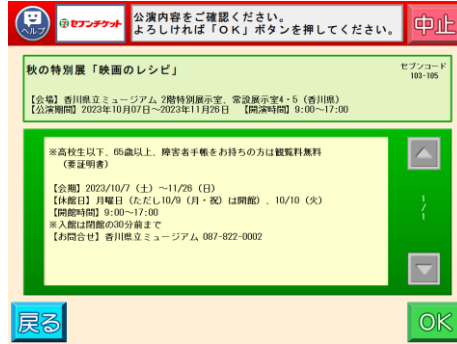 ヘルプ
セブンチケット
公演内容をご確認ください。
よろしければ「OK」ボタンを押してください。
中止
秋の特別展「映画のレシピ」
セブンコード
103-105
【会場】香川県立ミュージアム 2階特別展示室、常設展示室4・5（香川県）
【公演期間】2023年10月07日～2023年11月26日 【開演時間】9:00～17:00
※高校生以下、65歳以上、障害者手帳をお持ちの方は観覧料無料
（要証明書）
【会期】2023/10/7（土）～11/26（日）
【休館日】月曜日（ただし10/9（月・祝）は開館）、10/10（火）
【開館時間】9:00～17:00
※入館は閉館の30分前まで
【お問合せ】香川県立ミュージアム 087-822-0002
1/1
戻る
OK